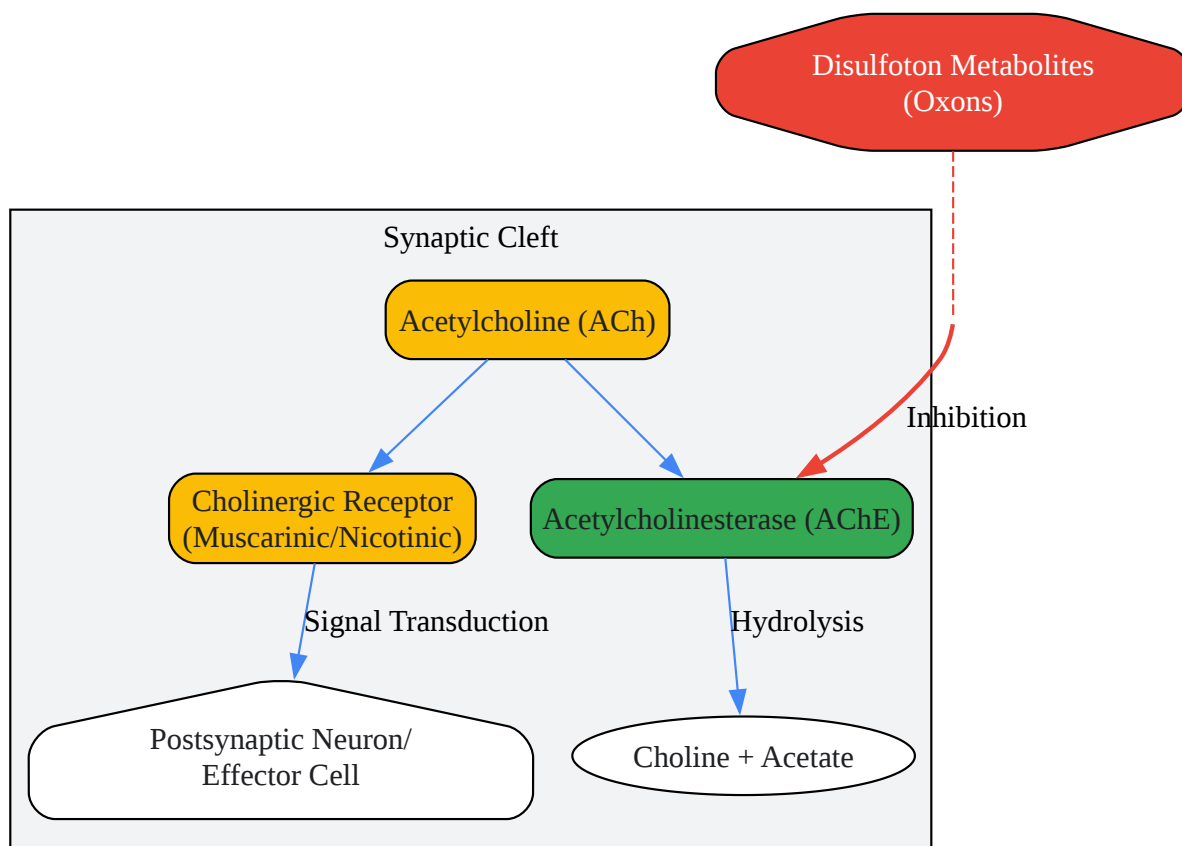 Disulfoton Metabolites
(Oxons)
Synaptic Cleft
Acetylcholine (ACh)
Inhibition
Cholinergic Receptor
(Muscarinic/Nicotinic)
Acetylcholinesterase (AChE)
Signal Transduction
Hydrolysis
Postsynaptic Neuron/
Effector Cell
Choline + Acetate